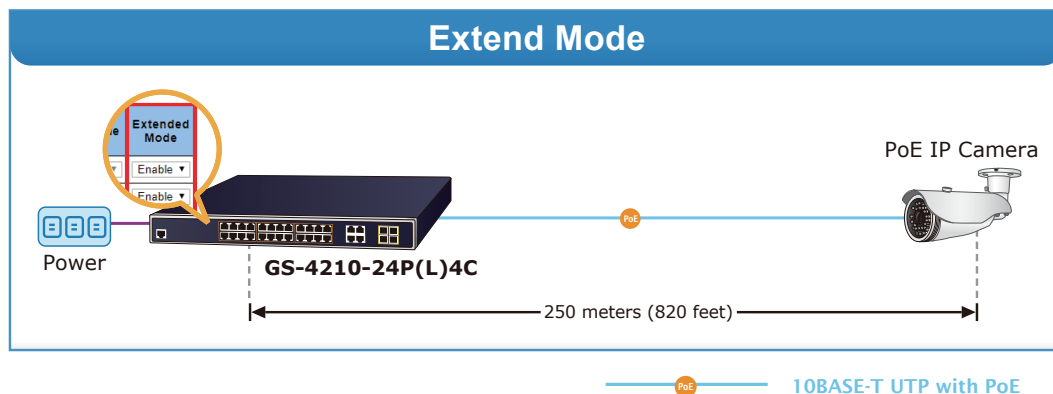 Extend Mode
Extended
Mode
Enable
Enable
PoE IP Camera
PoE
Power
GS-4210-24P(L)4C
250 meters (820 feet)
PoE
10BASE-T UTP with PoE